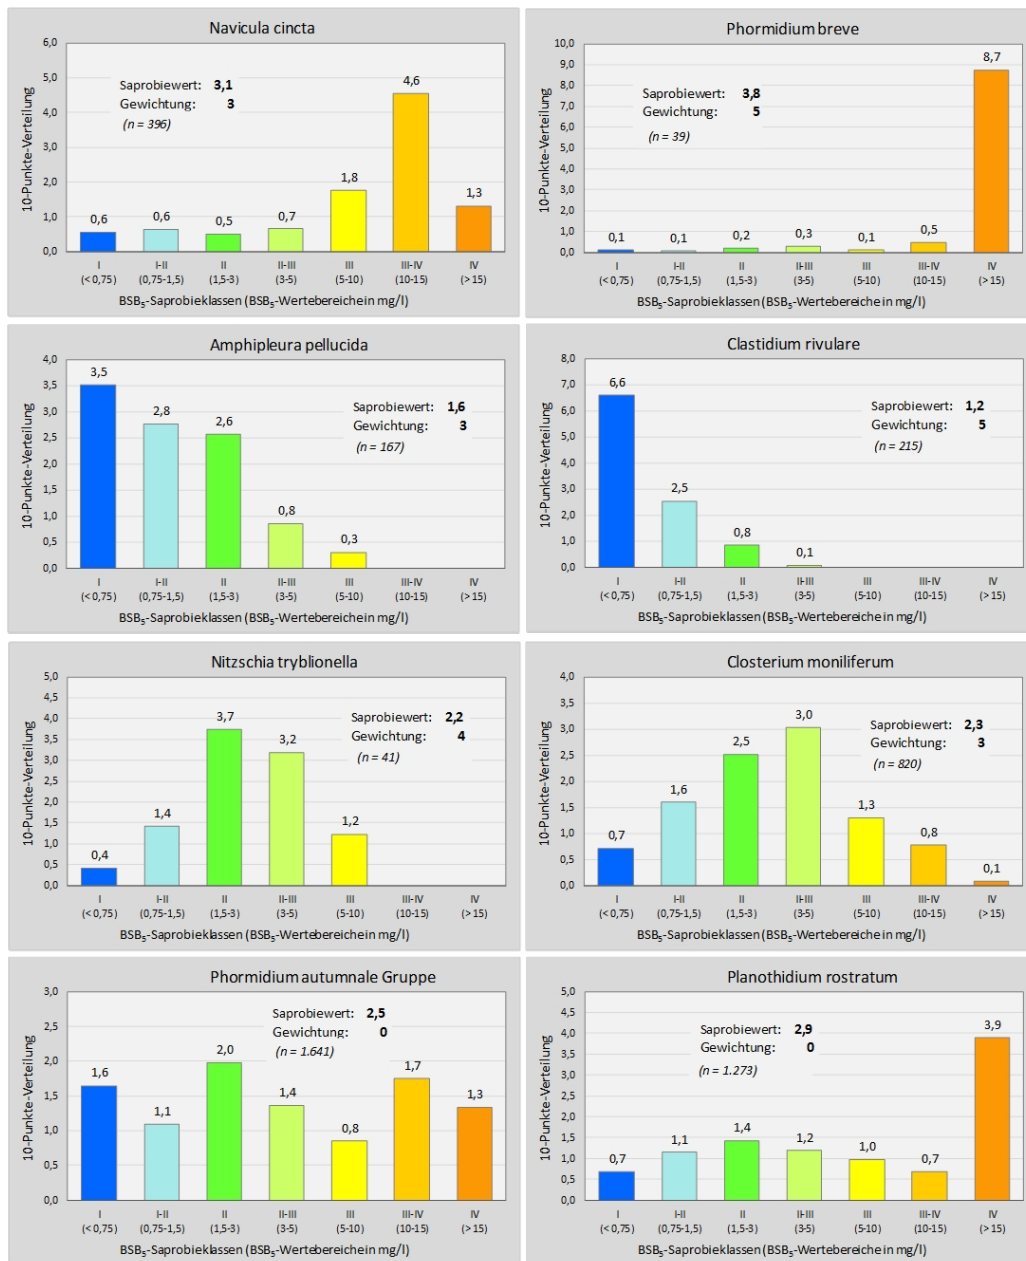 Navicula cincta
10-Punkte-Verteilung
6,0
5,0
4,0
3,0
2,0
1,0
0,0
Saprobiewert: 3,1
Gewichtung: 3
(n = 396)
0,6 0,6 0,5 0,7 1,8 4,6 1,3
I I-II II II-III III III-IV IV
(< 0,75) (0,75-1,5) (1,5-3) (3-5) (5-10) (10-15) (> 15)
BSB5-Saprobieklassen (BSB5-Wertebereiche in mg/l)
Phormidium breve
10-Punkte-Verteilung
10,0
9,0
8,0
7,0
6,0
5,0
4,0
3,0
2,0
1,0
0,0
Saprobiewert: 3,8
Gewichtung: 5
(n = 39)
0,1 0,1 0,2 0,3 0,1 0,5 8,7
I I-II II II-III III III-IV IV
(< 0,75) (0,75-1,5) (1,5-3) (3-5) (5-10) (10-15) (> 15)
BSB5-Saprobieklassen (BSB5-Wertebereiche in mg/l)
Amphipleura pellucida
10-Punkte-Verteilung
4,0
3,5
3,0
2,5
2,0
1,5
1,0
0,5
0,0
Saprobiewert: 1,6
Gewichtung: 3
(n = 167)
3,5 2,8 2,6 0,8 0,3
I I-II II II-III III III-IV IV
(< 0,75) (0,75-1,5) (1,5-3) (3-5) (5-10) (10-15) (> 15)
BSB5-Saprobieklassen (BSB5-Wertebereiche in mg/l)
Clastidium rivulare
10-Punkte-Verteilung
8,0
7,0
6,0
5,0
4,0
3,0
2,0
1,0
0,0
Saprobiewert: 1,2
Gewichtung: 5
(n = 215)
6,6 2,5 0,8 0,1
I I-II II II-III III III-IV IV
(< 0,75) (0,75-1,5) (1,5-3) (3-5) (5-10) (10-15) (> 15)
BSB5-Saprobieklassen (BSB5-Wertebereiche in mg/l)
Nitzschia tryblionella
10-Punkte-Verteilung
5,0
4,5
4,0
3,5
3,0
2,5
2,0
1,5
1,0
0,5
0,0
Saprobiewert: 2,2
Gewichtung: 4
(n = 41)
0,4 1,4 3,7 3,2 1,2
I I-II II II-III III III-IV IV
(< 0,75) (0,75-1,5) (1,5-3) (3-5) (5-10) (10-15) (> 15)
BSB5-Saprobieklassen (BSB5-Wertebereiche in mg/l)
Closterium moniliferum
10-Punkte-Verteilung
4,0
3,5
3,0
2,5
2,0
1,5
1,0
0,5
0,0
Saprobiewert: 2,3
Gewichtung: 3
(n = 820)
0,7 1,6 2,5 3,0 1,3 0,8 0,1
I I-II II II-III III III-IV IV
(< 0,75) (0,75-1,5) (1,5-3) (3-5) (5-10) (10-15) (> 15)
BSB5-Saprobieklassen (BSB5-Wertebereiche in mg/l)
Phormidium autumnale Gruppe
10-Punkte-Verteilung
3,0
2,5
2,0
1,5
1,0
0,5
0,0
Saprobiewert: 2,5
Gewichtung: 0
(n = 1.641)
1,6 1,1 2,0 1,4 0,8 1,7 1,3
I I-II II II-III III III-IV IV
(< 0,75) (0,75-1,5) (1,5-3) (3-5) (5-10) (10-15) (> 15)
BSB5-Saprobieklassen (BSB5-Wertebereiche in mg/l)
Planothidium rostratum
10-Punkte-Verteilung
5,0
4,5
4,0
3,5
3,0
2,5
2,0
1,5
1,0
0,5
0,0
Saprobiewert: 2,9
Gewichtung: 0
(n = 1.273)
0,7 1,1 1,4 1,2 1,0 0,7 3,9
I I-II II II-III III III-IV IV
(< 0,75) (0,75-1,5) (1,5-3) (3-5) (5-10) (10-15) (> 15)
BSB5-Saprobieklassen (BSB5-Wertebereiche in mg/l)